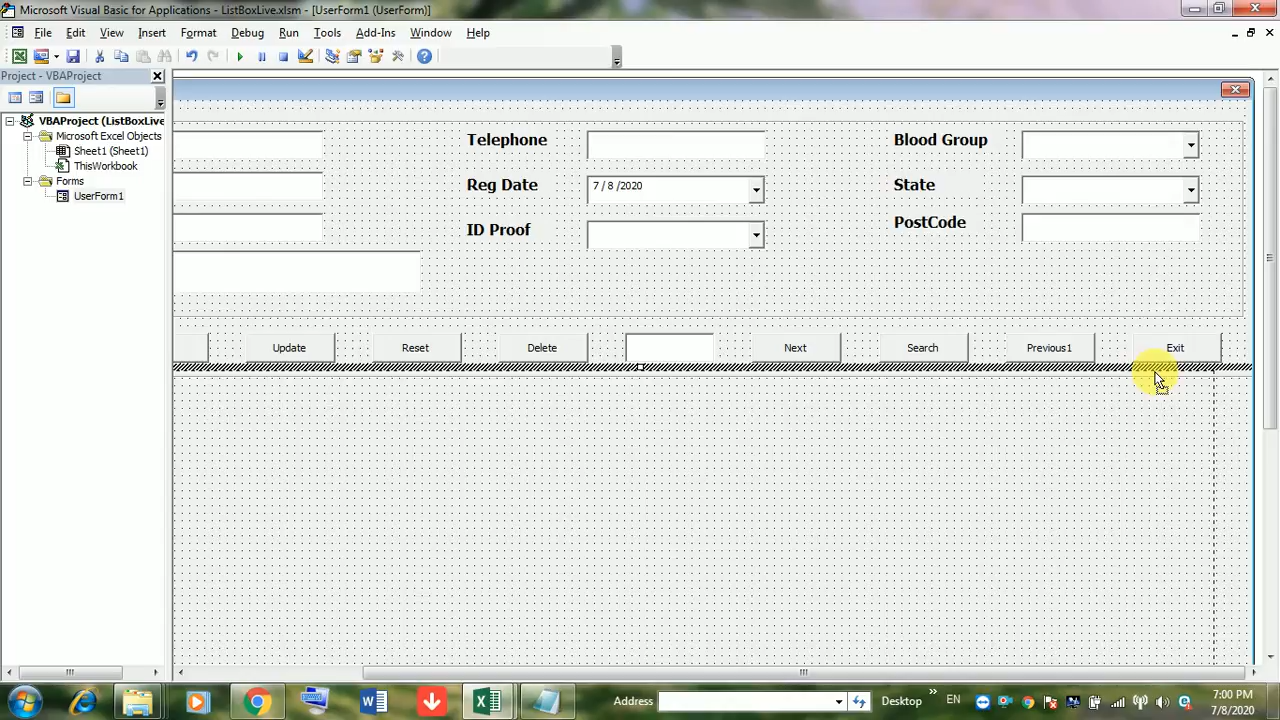 Microsoft Visual Basic for Applications - ListBoxLive.xlsm - [UserForm1 (UserForm)]
File Edit View Insert Format Debug Run Tools Add-Ins Window Help
Project - VBAProject
VBAProject (ListBoxLive
Microsoft Excel Objects
Sheet1 (Sheet1)
ThisWorkbook
Forms
UserForm1
Telephone Blood Group
Reg Date 7 / 8 /2020 State
ID Proof PostCode
Update Reset Delete Next Search Previous1 Exit
Address Desktop » EN 7:00 PM
7/8/2020